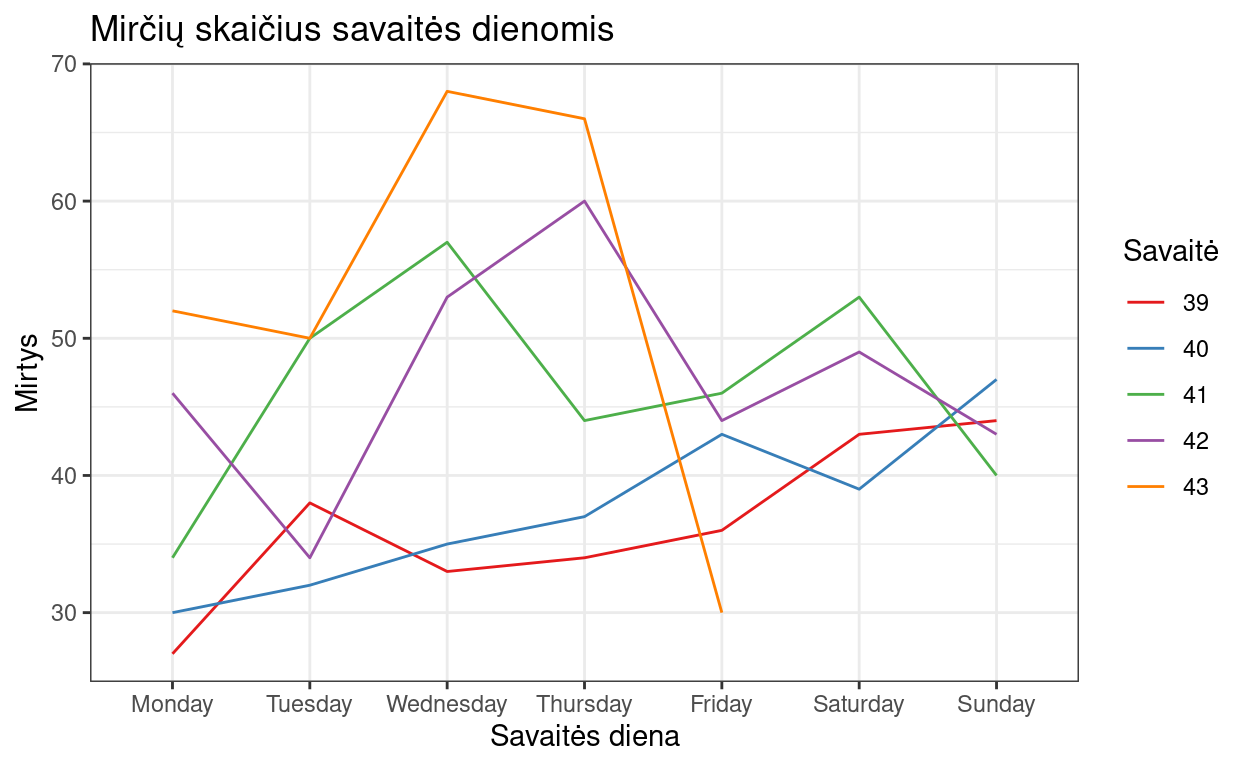 Mirčių skaičius savaitės dienomis
70
60
50
40
30
Mirtys
Monday Tuesday Wednesday Thursday Friday Saturday Sunday
Savaitės diena
Savaitė
39
40
41
42
43